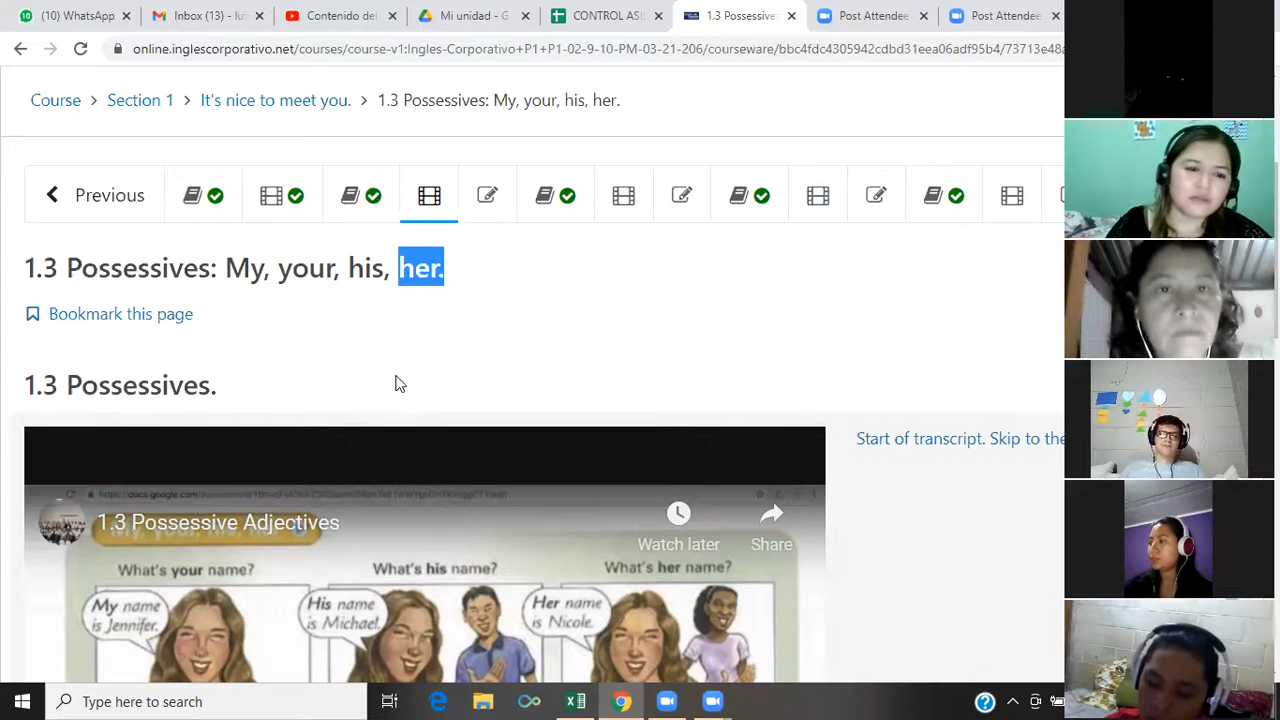 (10) WhatsApp
Inbox (13) - lu
Contenido del
Mi unidad - G
CONTROL ASI
1.3 Possessive
Post Attendee
Post Attendee
online.inglescorporativo.net/courses/course-v1:Ingles-Corporativo+P1+P1-02-9-10-PM-03-21-206/courseware/bbc4fdc4305942cdbd31eea06adf95b4/73713e48a
Course > Section 1 > It's nice to meet you. > 1.3 Possessives: My, your, his, her.
Previous
1.3 Possessives: My, your, his, her.
Bookmark this page
1.3 Possessives.
Start of transcript. Skip to the
1.3 Possessive Adjectives
Watch later
Share
What's your name?
What's his name?
What's her name?
My name
is Jennifer.
His name
is Michael.
Her name
is Nicole.
Type here to search